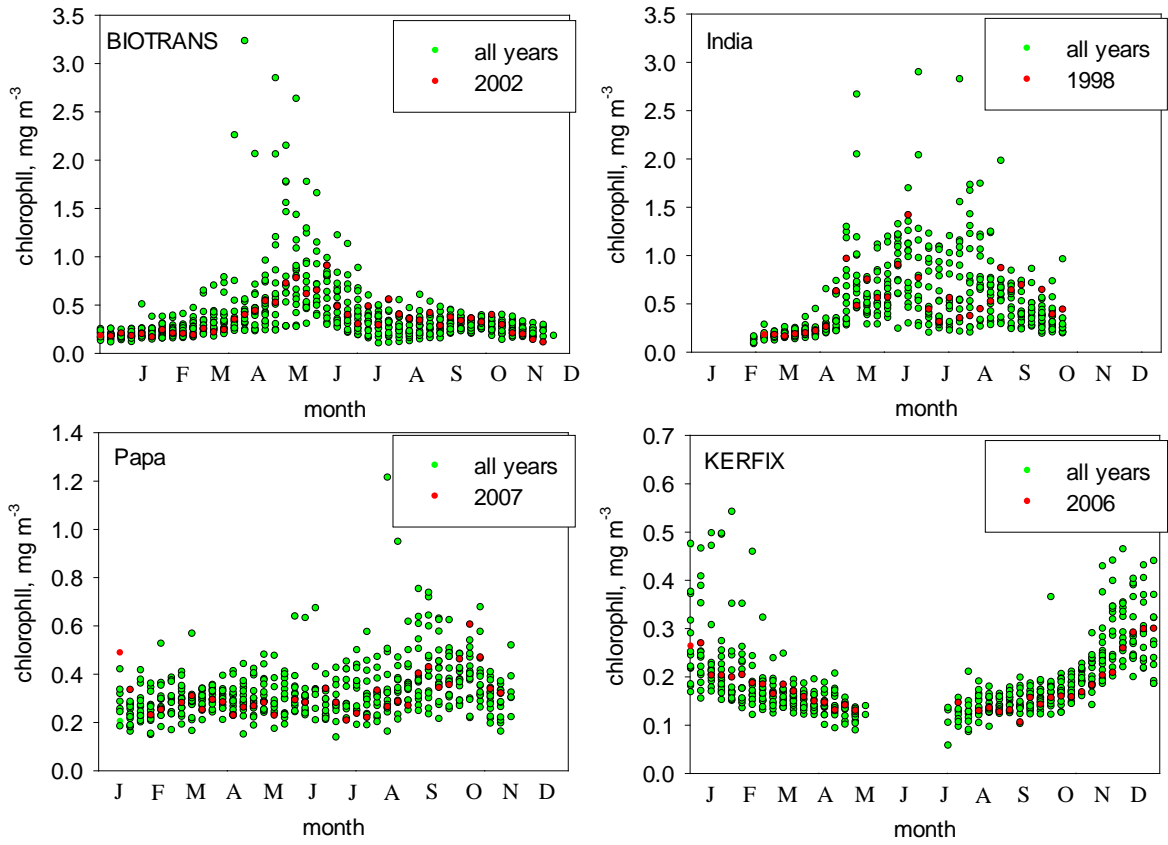 BIOTRANS
all years
2002
3.5
3.0
2.5
2.0
1.5
1.0
0.5
0.0
chlorophll, mg m-3
J F M A M J J A S O N D
month
India
all years
1998
3.5
3.0
2.5
2.0
1.5
1.0
0.5
0.0
chlorophll, mg m-3
J F M A M J J A S O N D
month
Papa
all years
2007
1.4
1.2
1.0
0.8
0.6
0.4
0.2
0.0
chlorophll, mg m-3
J F M A M J J A S O N D
month
KERFIX
all years
2006
0.7
0.6
0.5
0.4
0.3
0.2
0.1
0.0
chlorophll, mg m-3
J F M A M J J A S O N D
month